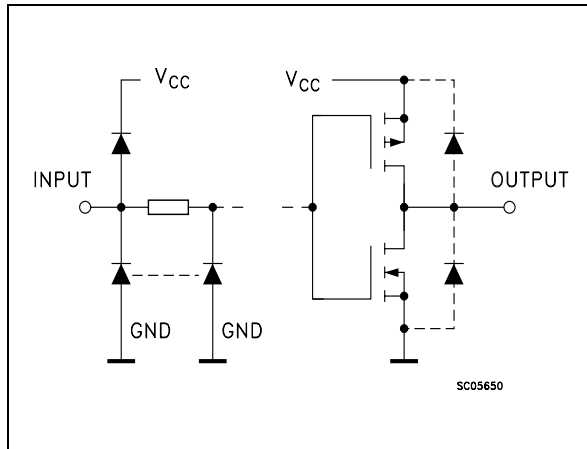 VCC
VCC
INPUT
OUTPUT
GND
GND
SC05650